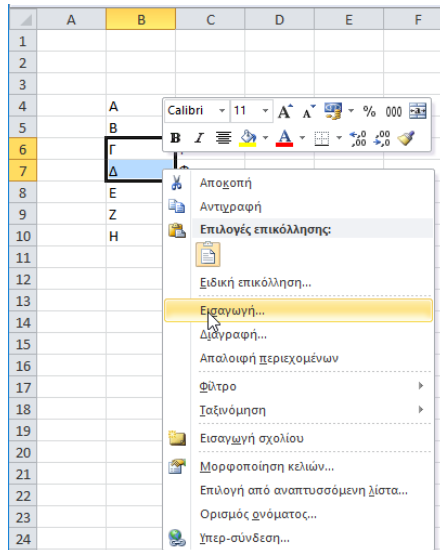 A B C D E F
1
2
3
4 Α Calibri 11 A A % 000
5 Β B I A
6 Γ
7 Δ Φ
Αποκοπή
8 Ε
Αντιγραφή
9 Ζ
Επιλογές επικόλλησης:
10 Η
11
12
Ειδική επικόλληση...
13
Εισαγωγή...
14
Διαγραφή...
15
16
Απαλοιφή περιεχομένων
17
Φίλτρο
18
Ταξινόμηση
19
Εισαγωγή σχολίου
20
21
Μορφοποίηση κελιών...
22
Επιλογή από αναπτυσσόμενη λίστα...
23
Ορισμός ονόματος...
24
Υπερ-σύνδεση...